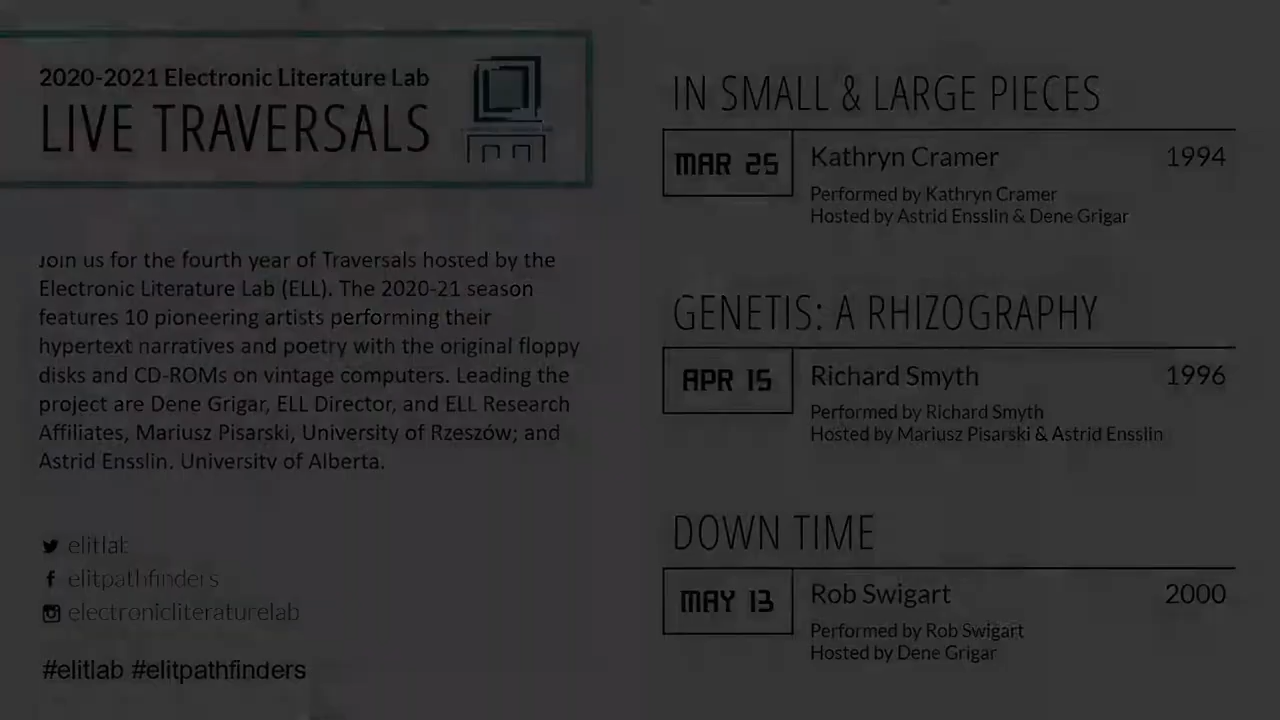 2020-2021 Electronic Literature Lab
LIVE TRAVERSALS
Join us for the fourth year of Traversals hosted by the
Electronic Literature Lab (ELL). The 2020-21 season
features 10 pioneering artists performing their
hypertext narratives and poetry with the original floppy
disks and CD-ROMs on vintage computers. Leading the
project are Dene Grigar, ELL Director, and ELL Research
Affiliates, Mariusz Pisarski, University of Rzeszów; and
Astrid Ensslin, University of Alberta.
elitlab
elitpathfinders
electronicliteraturelab
#elitlab #elitpathfinders
IN SMALL & LARGE PIECES
MAR 25
Kathryn Cramer 1994
Performed by Kathryn Cramer
Hosted by Astrid Ensslin & Dene Grigar
GENETIS: A RHIZOGRAPHY
APR 15
Richard Smyth 1996
Performed by Richard Smyth
Hosted by Mariusz Pisarski & Astrid Ensslin
DOWN TIME
MAY 13
Rob Swigart 2000
Performed by Rob Swigart
Hosted by Dene Grigar